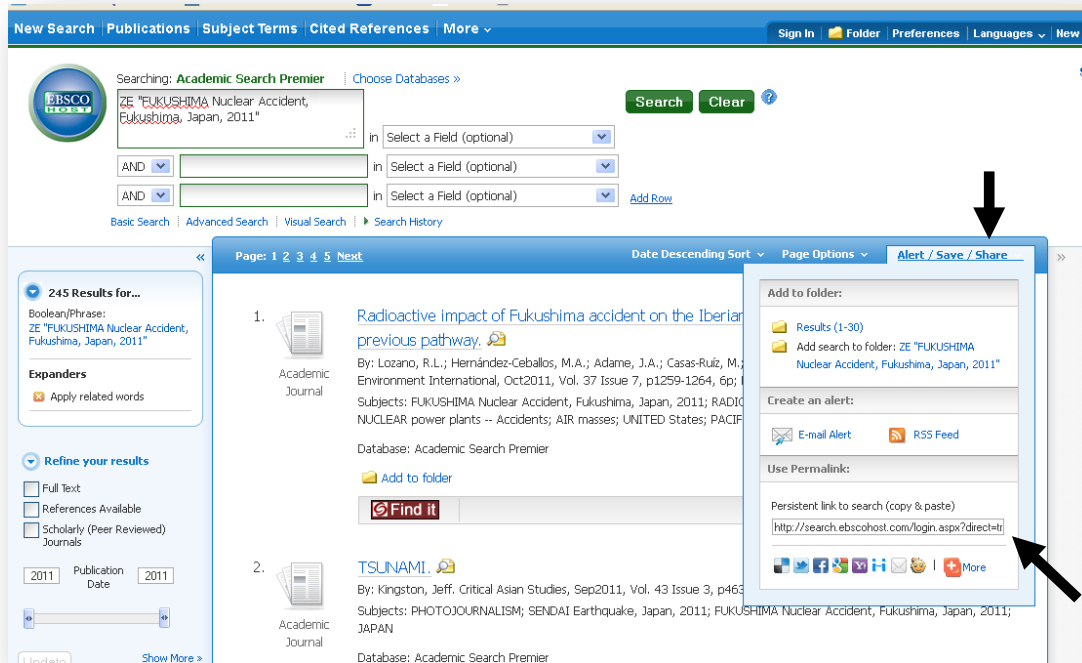 New Search Publications Subject Terms Cited References More
Sign In Folder Preferences Languages New
EBSCO
HOST
Searching: Academic Search Premier Choose Databases »
ZE "FUKUSHIMA Nuclear Accident,
Fukushima, Japan, 2011"
in Select a Field (optional)
Search Clear ?
AND in Select a Field (optional)
AND in Select a Field (optional) Add Row
Basic Search Advanced Search Visual Search Search History
«
Page: 1 2 3 4 5 Next
Date Descending Sort Page Options Alert / Save / Share
»
245 Results for...
Boolean/Phrase:
ZE "FUKUSHIMA Nuclear Accident,
Fukushima, Japan, 2011"
Expanders
Apply related words
Refine your results
Full Text
References Available
Scholarly (Peer Reviewed)
Journals
2011 Publication 2011
Date
Update
Show More »
1.
Academic
Journal
Radioactive impact of Fukushima accident on the Iberian
previous pathway.
By: Lozano, R.L.; Hernández-Ceballos, M.A.; Adame, J.A.; Casas-Ruíz, M.;
Environment International, Oct2011, Vol. 37 Issue 7, p1259-1264, 6p;
Subjects: FUKUSHIMA Nuclear Accident, Fukushima, Japan, 2011; RADIO
NUCLEAR power plants -- Accidents; AIR masses; UNITED States; PACIF
Database: Academic Search Premier
Add to folder
Find it
2.
Academic
Journal
TSUNAMI.
By: Kingston, Jeff. Critical Asian Studies, Sep2011, Vol. 43 Issue 3, p463
Subjects: PHOTOJOURNALISM; SENDAI Earthquake, Japan, 2011; FUKUSHIMA Nuclear Accident, Fukushima, Japan, 2011;
JAPAN
Database: Academic Search Premier
Add to folder:
Results (1-30)
Add search to folder: ZE "FUKUSHIMA
Nuclear Accident, Fukushima, Japan, 2011"
Create an alert:
E-mail Alert RSS Feed
Use Permalink:
Persistent link to search (copy & paste)
http://search.ebscohost.com/login.aspx?direct=tr
More